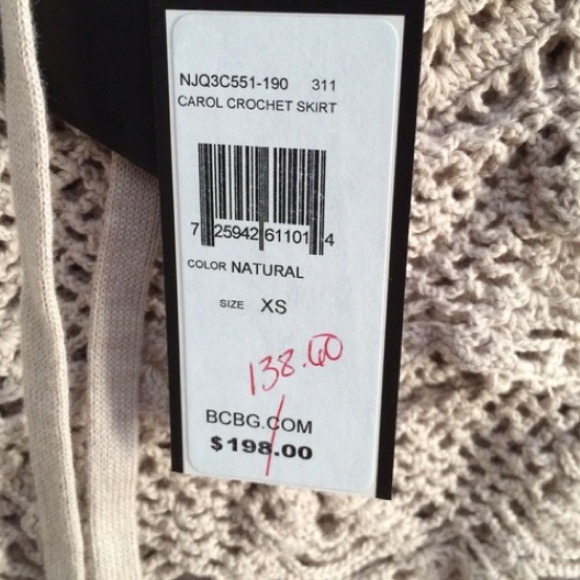 NJQ3C551-190 311
CAROL CROCHET SKIRT
7 25942 61101 4
COLOR NATURAL
SIZE XS
138.60
BCBG.COM
$198.00